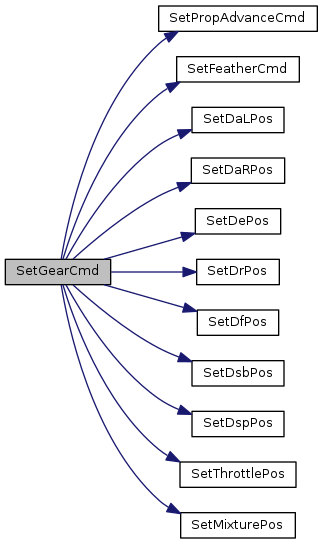 SetPropAdvanceCmd
SetFeatherCmd
SetDaLPos
SetDaRPos
SetDePos
SetGearCmd
SetDrPos
SetDfPos
SetDsbPos
SetDspPos
SetThrottlePos
SetMixturePos